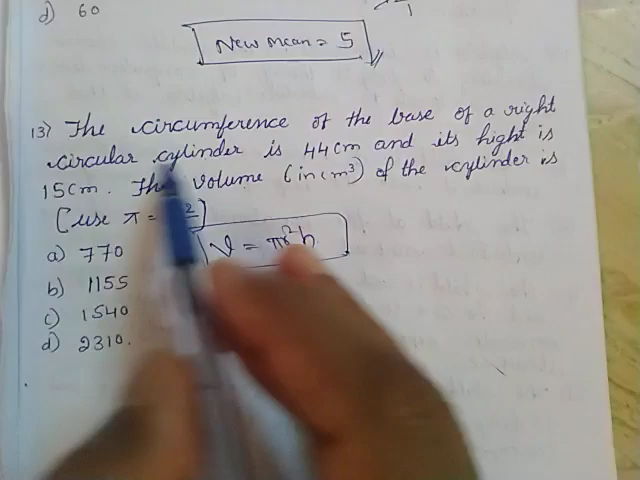 d) 60
New mean = 5
13) The circumference of the base of a right
circular cylinder is 44cm and its hight is
15cm. The volume (in cm³) of the cylinder is
(use π =
a) 770
V = πr²h
b) 1155
c) 1540
d) 2310.